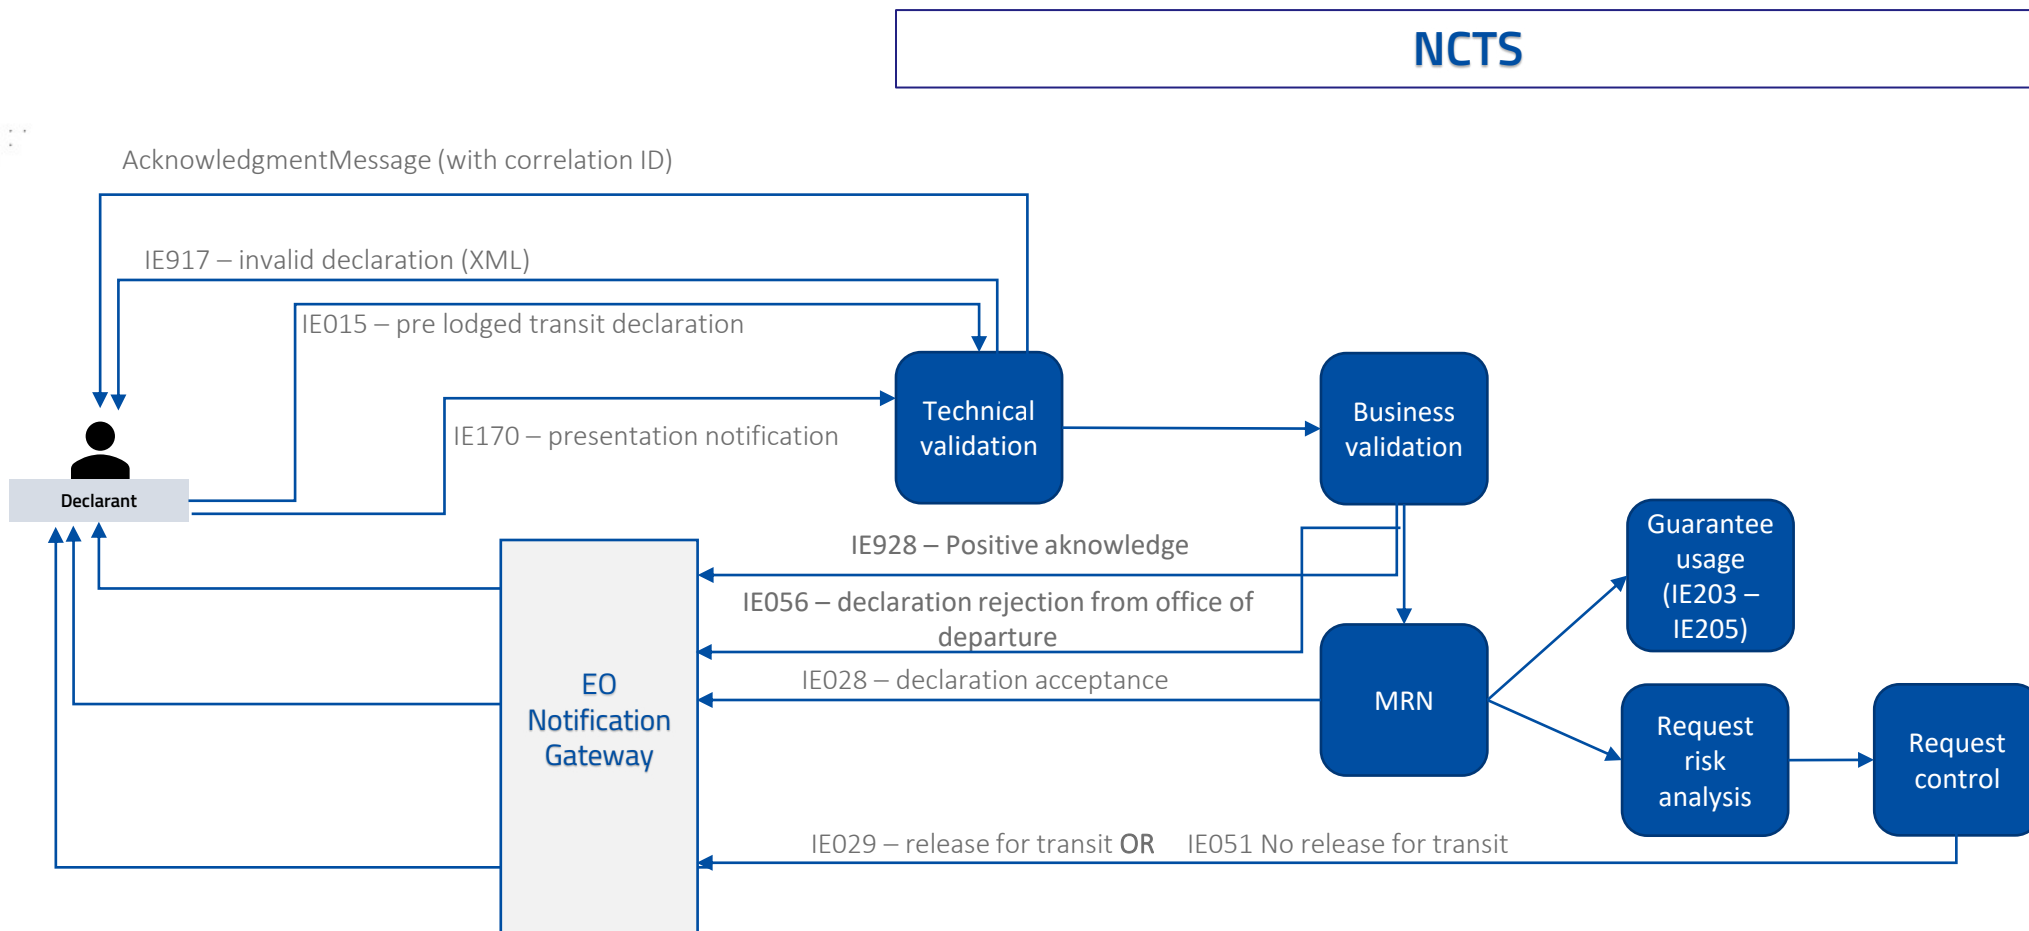 NCTS
AcknowledgmentMessage (with correlation ID)
IE917 – invalid declaration (XML)
IE015 – pre lodged transit declaration
IE170 – presentation notification
Technical
validation
Business
validation
Declarant
IE928 – Positive aknowledge
IE056 – declaration rejection from office of
departure
IE028 – declaration acceptance
EO
Notification
Gateway
MRN
Guarantee
usage
(IE203 –
IE205)
Request
risk
analysis
Request
control
IE029 – release for transit OR IE051 No release for transit